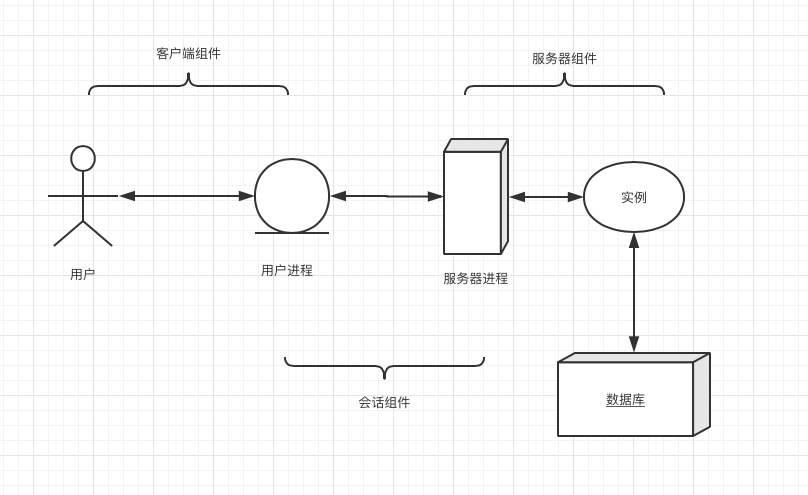 客户端组件
服务器组件
实例
用户
用户进程
服务器进程
数据库
会话组件